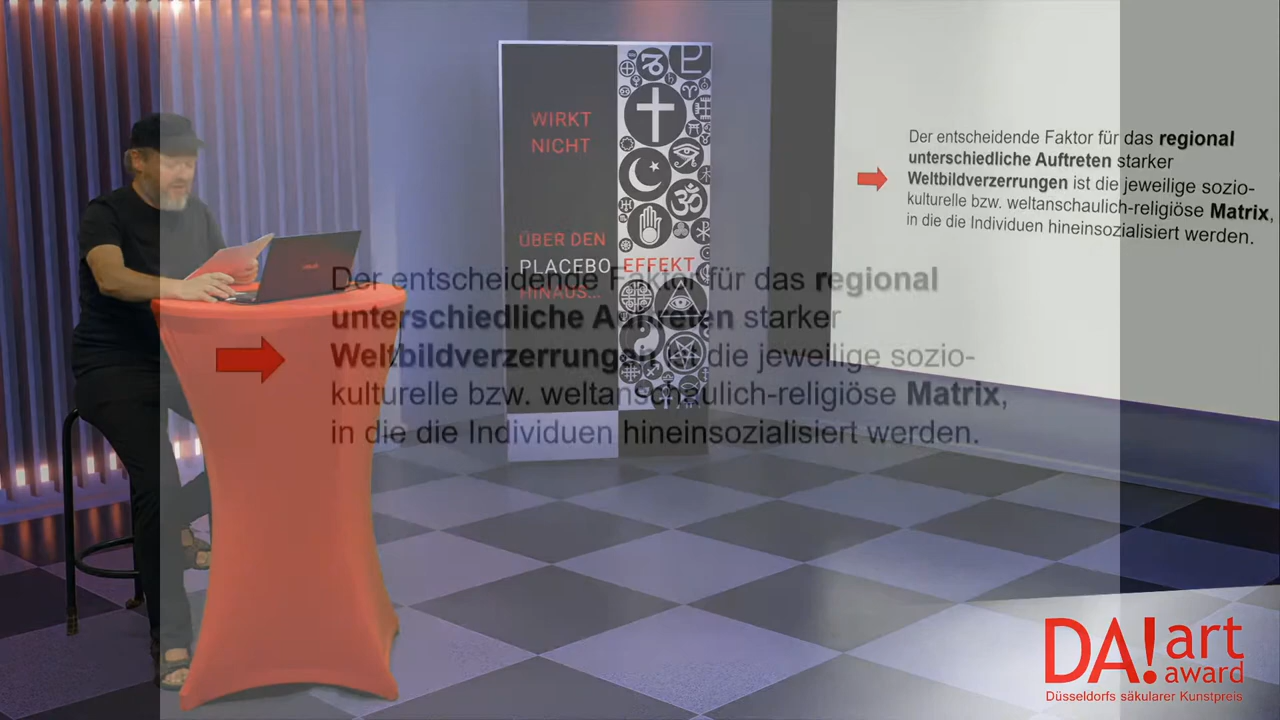 WIRKT
NICHT
ÜBER DEN
PLACEBO EFFEKT
HINAUS...
Der entscheidende Faktor für das regional
unterschiedliche Auftreten starker
Weltbildverzerrungen ist die jeweilige sozio-
kulturelle bzw. weltanschaulich-religiöse Matrix,
in die die Individuen hineinsozialisiert werden.
Der entscheidende Faktor für das regional
unterschiedliche Auftreten starker
Weltbildverzerrungen ist die jeweilige sozio-
kulturelle bzw. weltanschaulich-religiöse Matrix,
in die die Individuen hineinsozialisiert werden.
DA!art
award
Düsseldorfs säkularer Kunstpreis